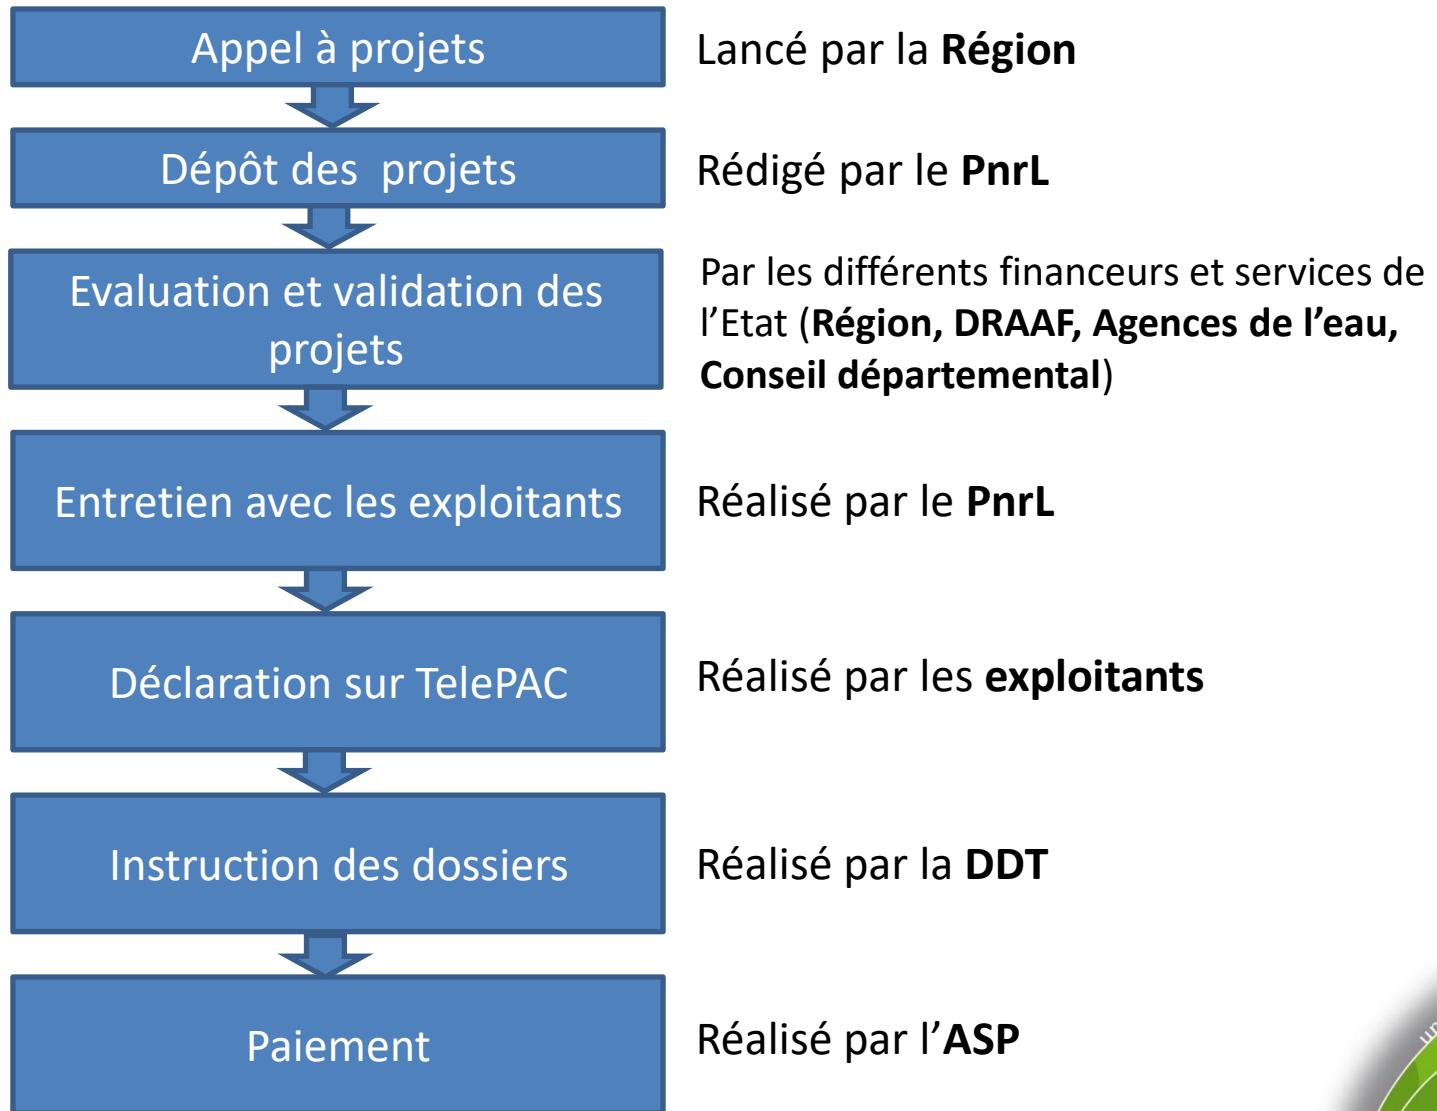 Appel à projets
Lancé par la Région
Dépôt des projets
Rédigé par le PnrL
Evaluation et validation des
projets
Par les différents financeurs et services de
l’Etat (Région, DRAAF, Agences de l’eau,
Conseil départemental)
Entretien avec les exploitants
Réalisé par le PnrL
Déclaration sur TelePAC
Réalisé par les exploitants
Instruction des dossiers
Réalisé par la DDT
Paiement
Réalisé par l’ASP
un